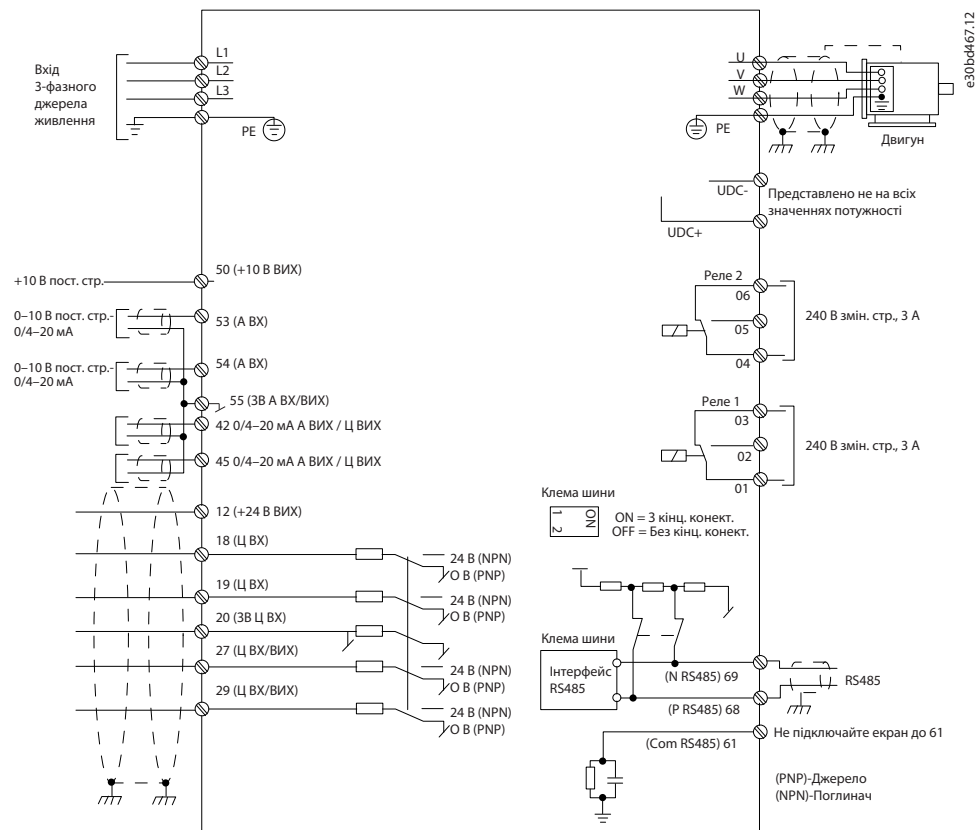 e30bd467.12
Вхід
3-фазного
джерела
живлення
L1
L2
L3
PE
U
V
W
PE
Двигун
UDC-
UDC+
Представлено не на всіх
значеннях потужності
+10 В пост. стр.
50 (+10 В ВИХ)
0–10 В пост. стр.-
0/4–20 мА
53 (А ВХ)
0–10 В пост. стр.-
0/4–20 мА
54 (А ВХ)
55 (ЗВ А ВХ/ВИХ)
42 0/4–20 мА А ВИХ / Ц ВИХ
45 0/4–20 мА А ВИХ / Ц ВИХ
12 (+24 В ВИХ)
18 (Ц ВХ)
24 В (NPN)
О В (PNP)
19 (Ц ВХ)
24 В (NPN)
О В (PNP)
20 (ЗВ Ц ВХ)
27 (Ц ВХ/ВИХ)
24 В (NPN)
О В (PNP)
29 (Ц ВХ/ВИХ)
24 В (NPN)
О В (PNP)
Реле 2
06
05
04
240 В змін. стр., 3 А
Реле 1
03
02
01
240 В змін. стр., 3 А
Клема шини
1 2
ON
ON = З кінц. конект.
OFF = Без кінц. конект.
Клема шини
Інтерфейс
RS485
(N RS485) 69
RS485
(P RS485) 68
(Com RS485) 61
Не підключайте екран до 61
(PNP)-Джерело
(NPN)-Поглинач